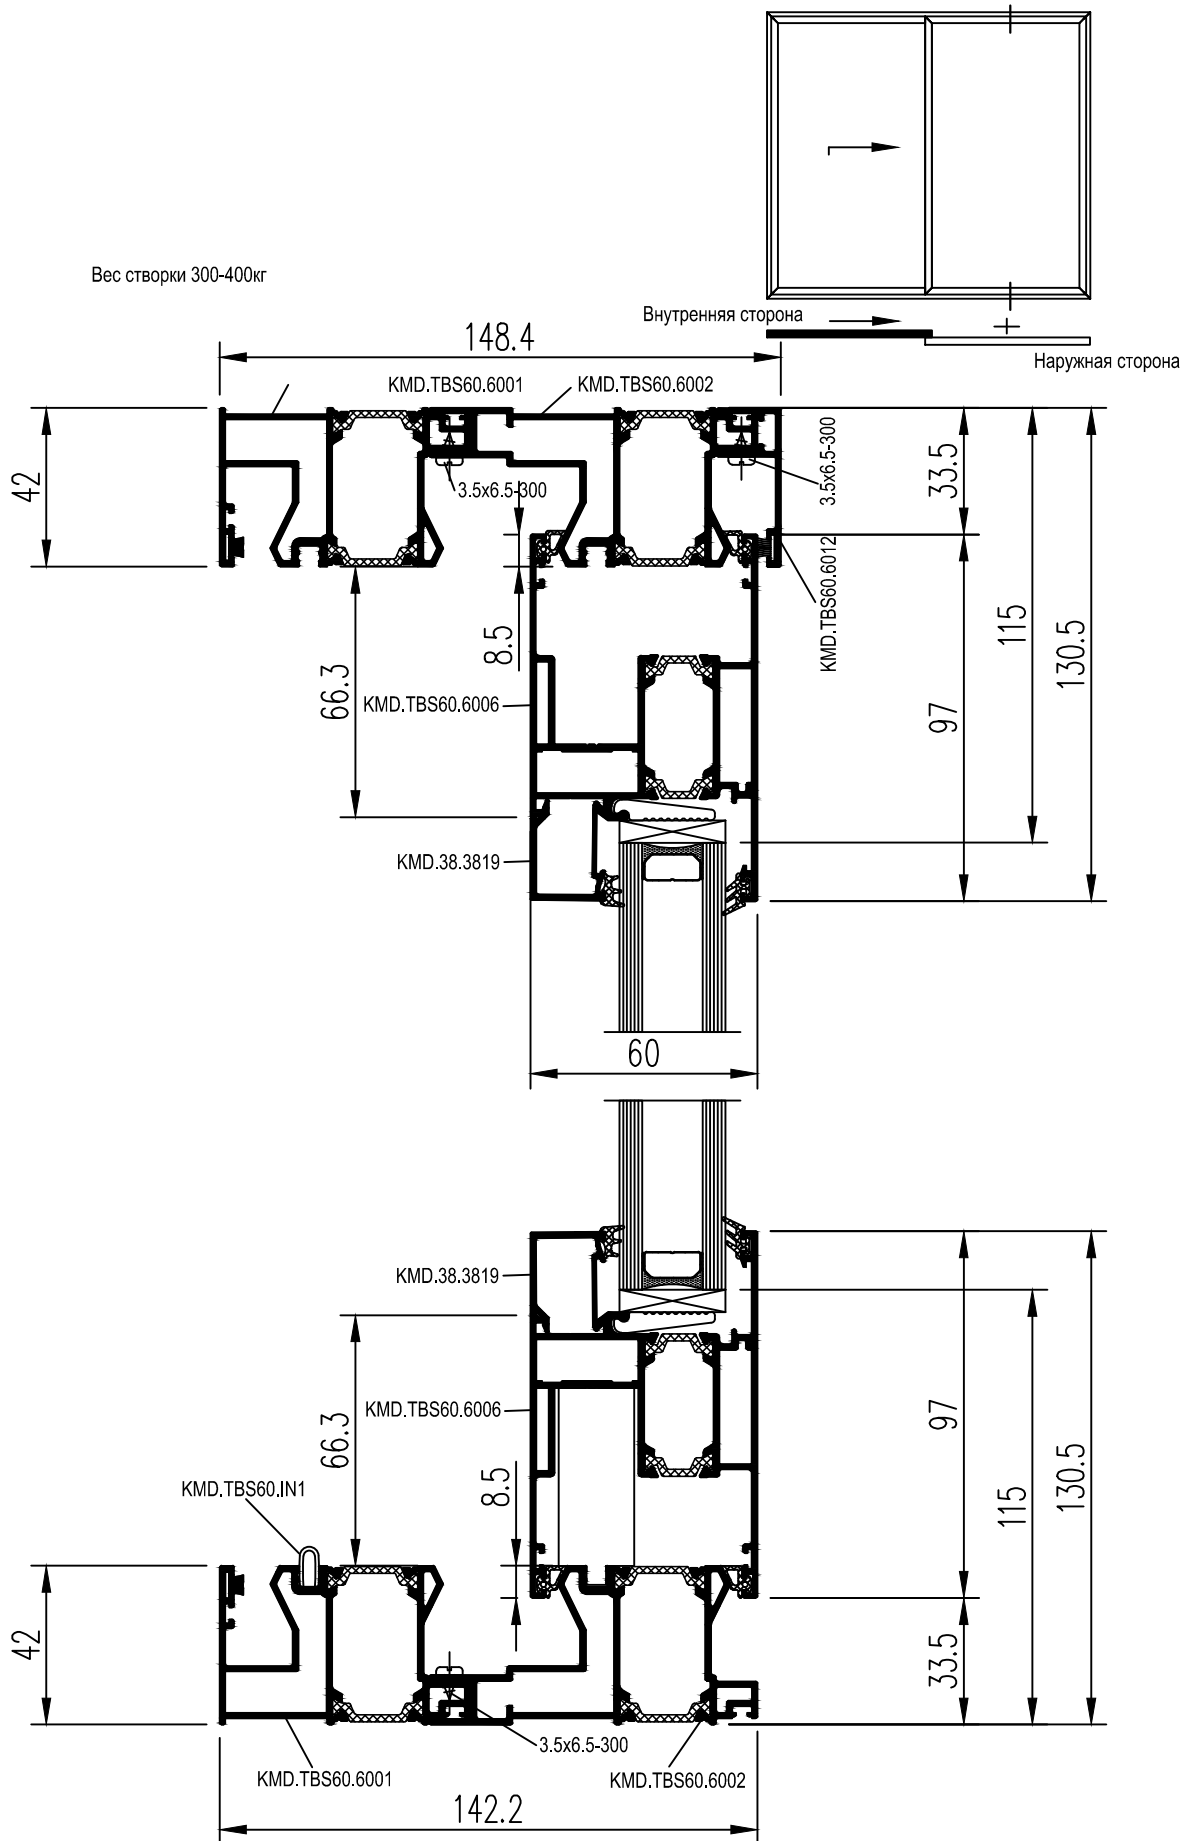 Вес створки 300-400кг
Внутренняя сторона
Наружная сторона
148.4
KMD.TBS60.6001
KMD.TBS60.6002
42
3.5x6.5-300
3.5x6.5-300
33.5
KMD.TBS60.6012
8.5
66.3
115
130.5
KMD.TBS60.6006
97
KMD.38.3819
60
KMD.38.3819
66.3
KMD.TBS60.6006
97
8.5
KMD.TBS60.IN1
115
130.5
42
33.5
3.5x6.5-300
KMD.TBS60.6001
KMD.TBS60.6002
142.2